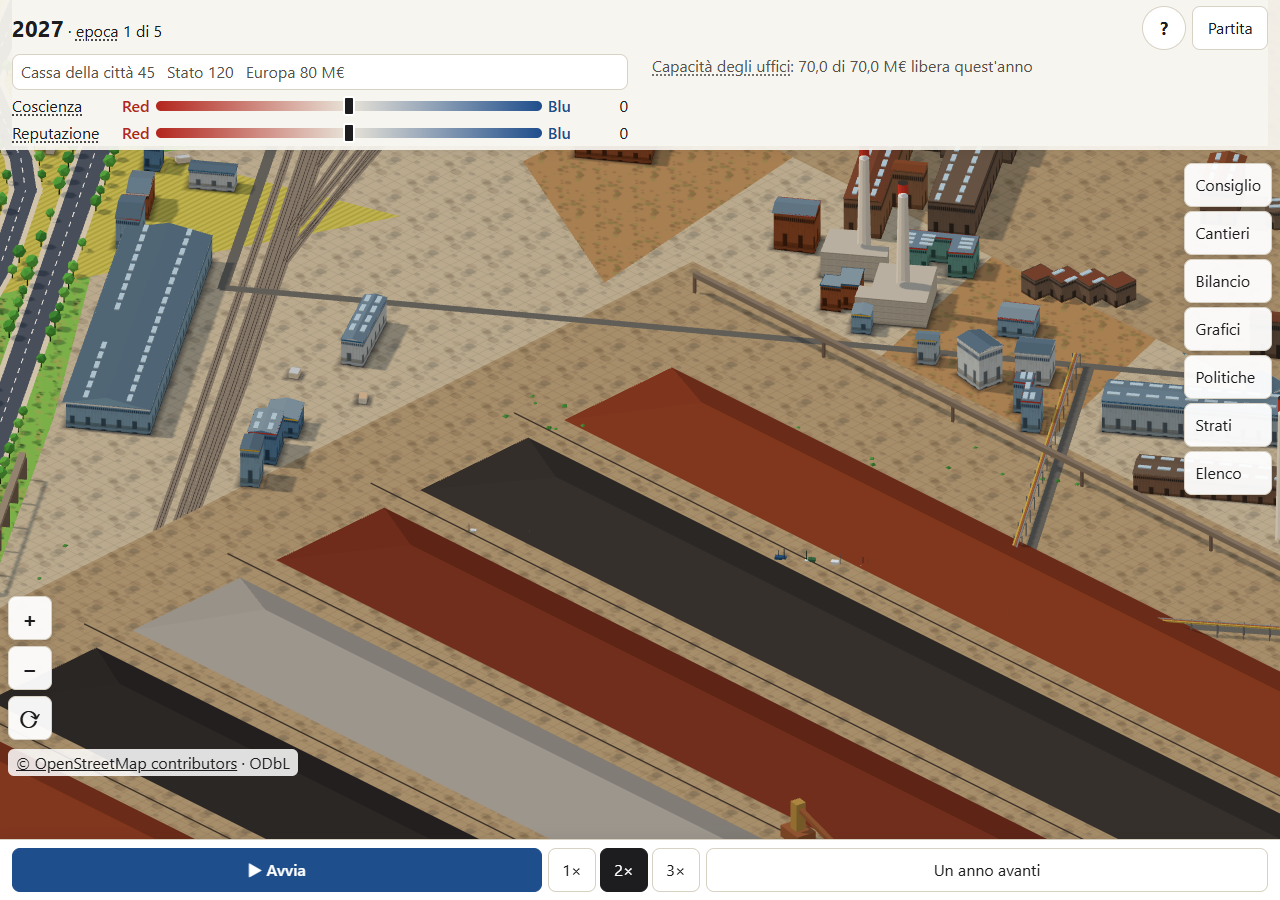 2027 · epoca 1 di 5
?
Partita
Cassa della città 45 Stato 120 Europa 80 M€
Capacità degli uffici: 70,0 di 70,0 M€ libera quest'anno
Coscienza Red Blu 0
Reputazione Red Blu 0
Consiglio
Cantieri
Bilancio
Grafici
Politiche
Strati
Elenco
+
−
© OpenStreetMap contributors · ODbL
▶ Avvia
1×
2×
3×
Un anno avanti